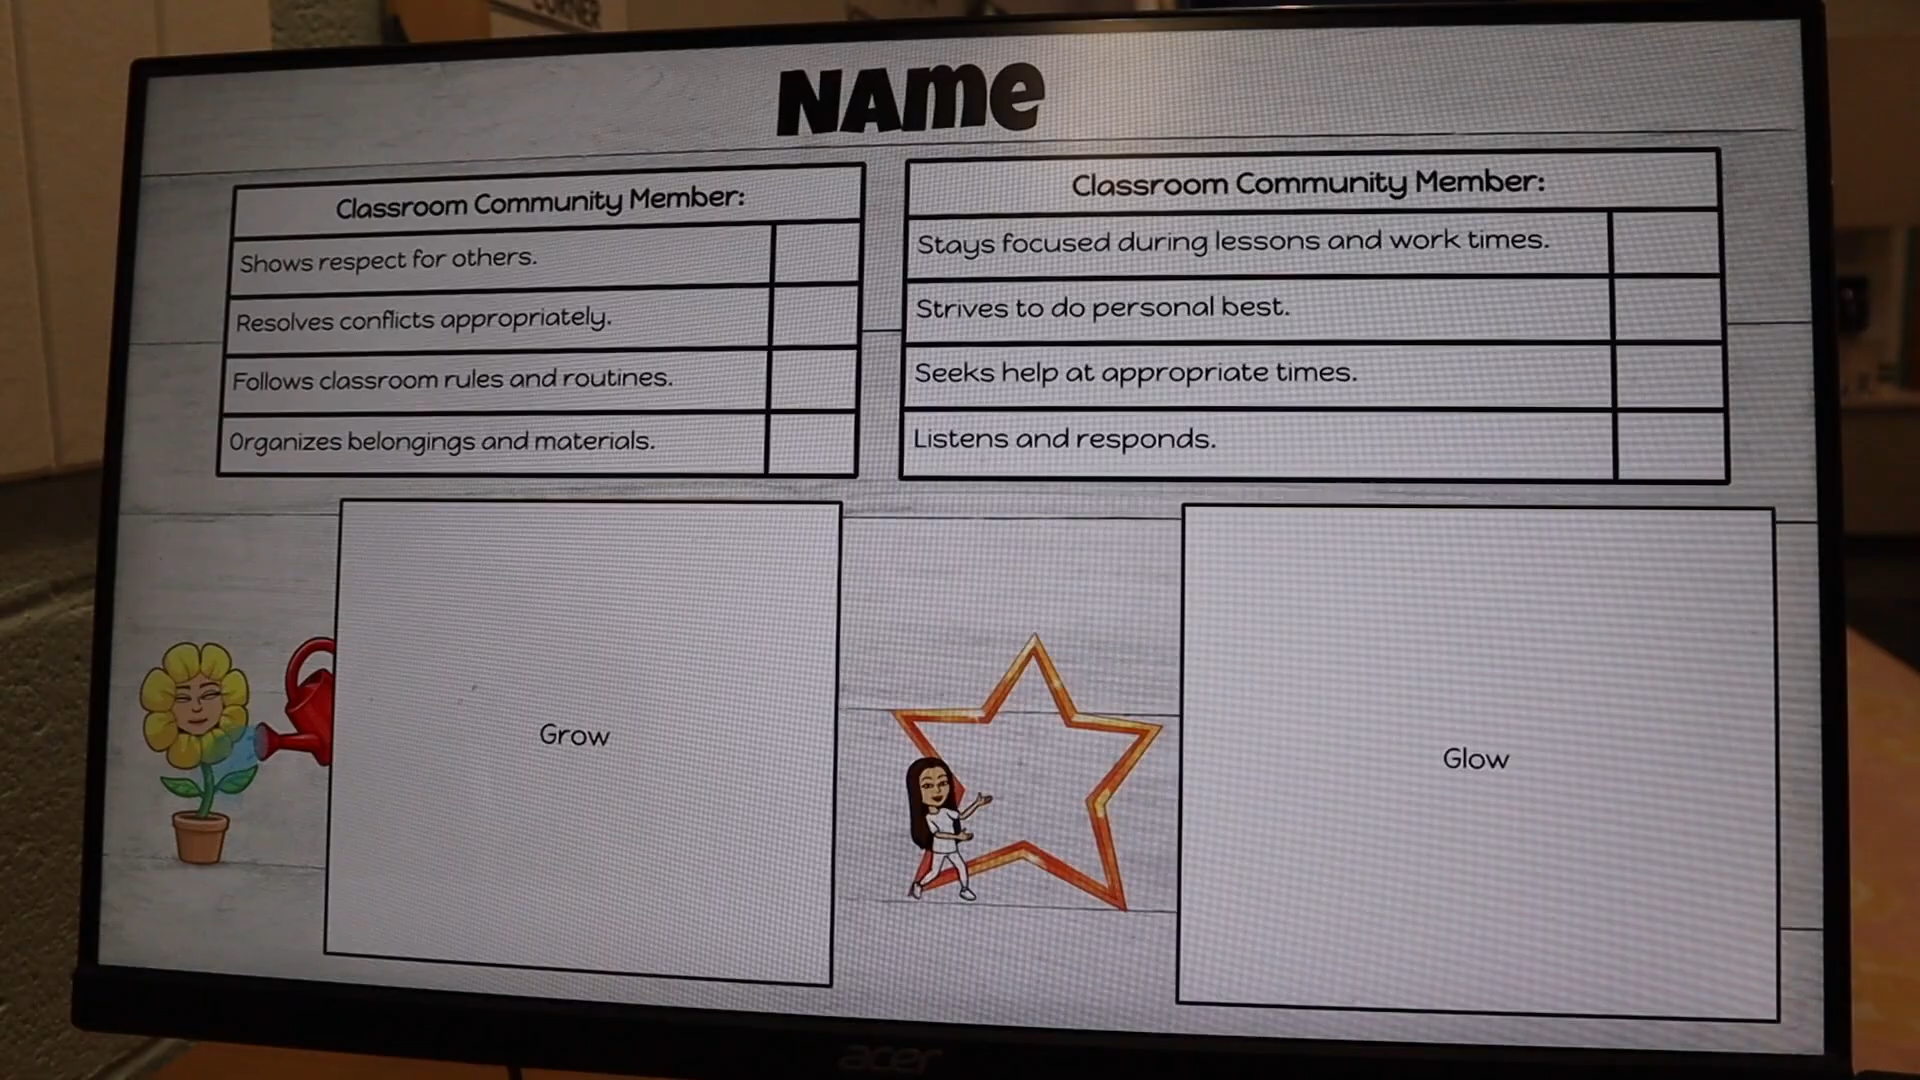 CORNER
NAme
Classroom Community Member:
Shows respect for others.
Resolves conflicts appropriately.
Follows classroom rules and routines.
Organizes belongings and materials.
Classroom Community Member:
Stays focused during lessons and work times.
Strives to do personal best.
Seeks help at appropriate times.
Listens and responds.
Grow
Glow
acer